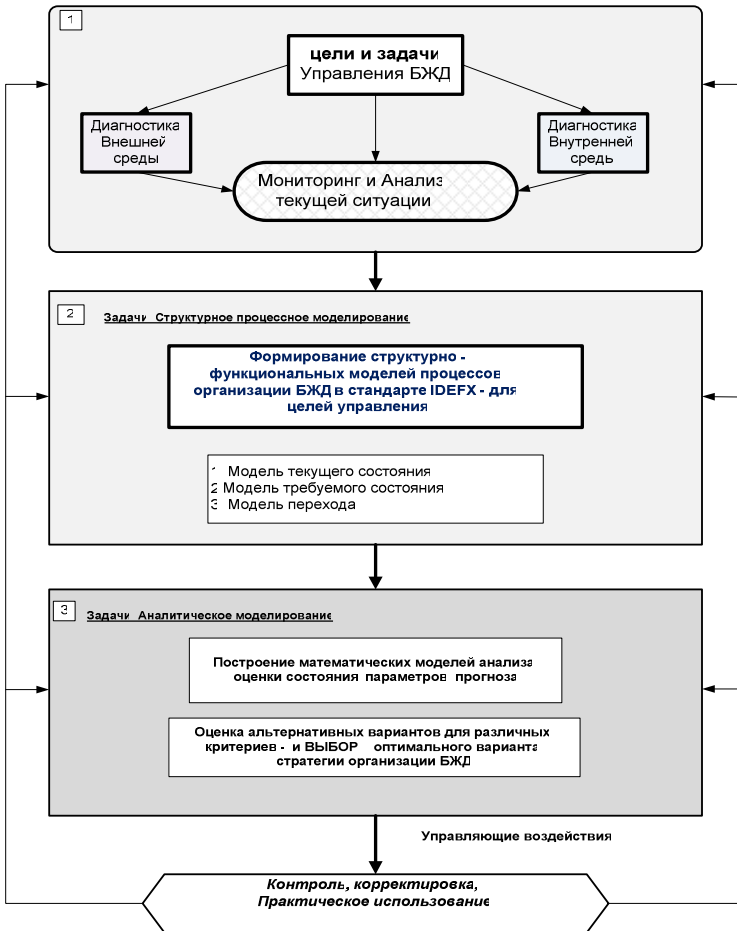 1
цели и задачи
Управления БЖД
Диагностика
Внешней
среды
Диагностика
Внутренней
средь
Мониторинг и Анализ
текущей ситуации
2
Задачи Структурное процессное моделирование
Формирование структурно -
функциональных моделей процессов
организации БЖД в стандарте IDEFX - для
целей управления
1 Модель текущего состояния
2 Модель требуемого состояния
3 Модель перехода
3
Задачи Аналитическое моделирование
Построение математических моделей анализа
оценки состояния параметров прогноза
Оценка альтернативных вариантов для различных
критериев - и ВЫБОР оптимального варианта
стратегии организации БЖД
Управляющие воздействия
Контроль, корректировка,
Практическое использование